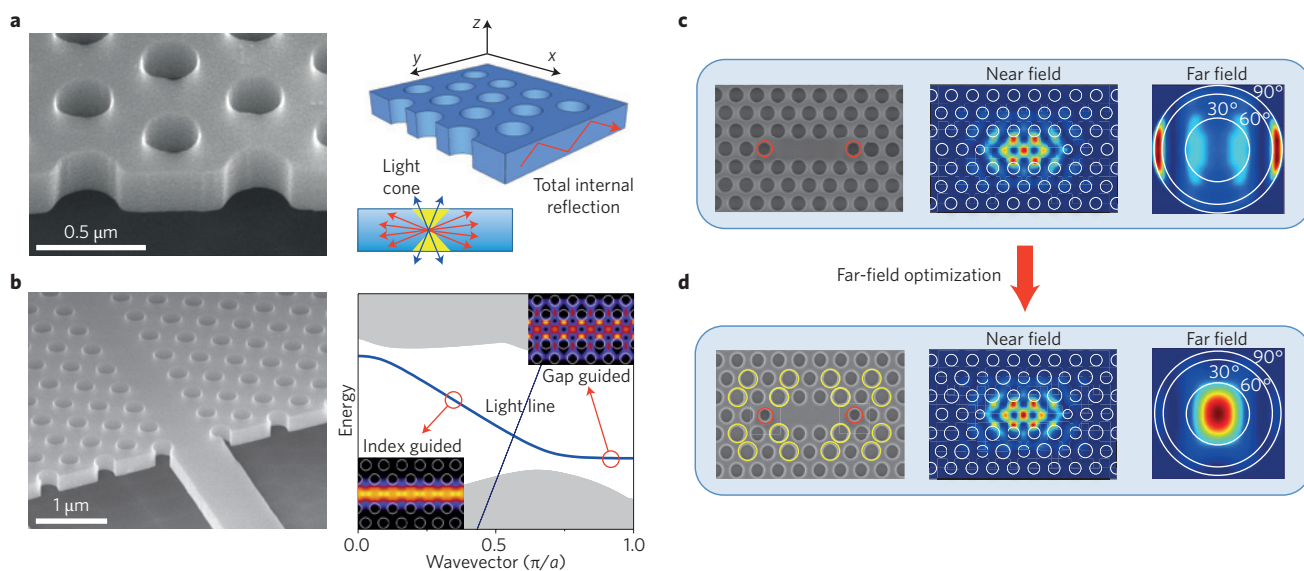 a
z
y
x
Light
cone
Total internal
reflection
0.5 μm
b
1 μm
Energy
Light line
Gap guided
Index guided
0.0
0.5
1.0
Wavevector (π/a)
c
Near field
Far field
90°
30°
60°
Far-field optimization
d
Near field
Far field
90°
30°
60°